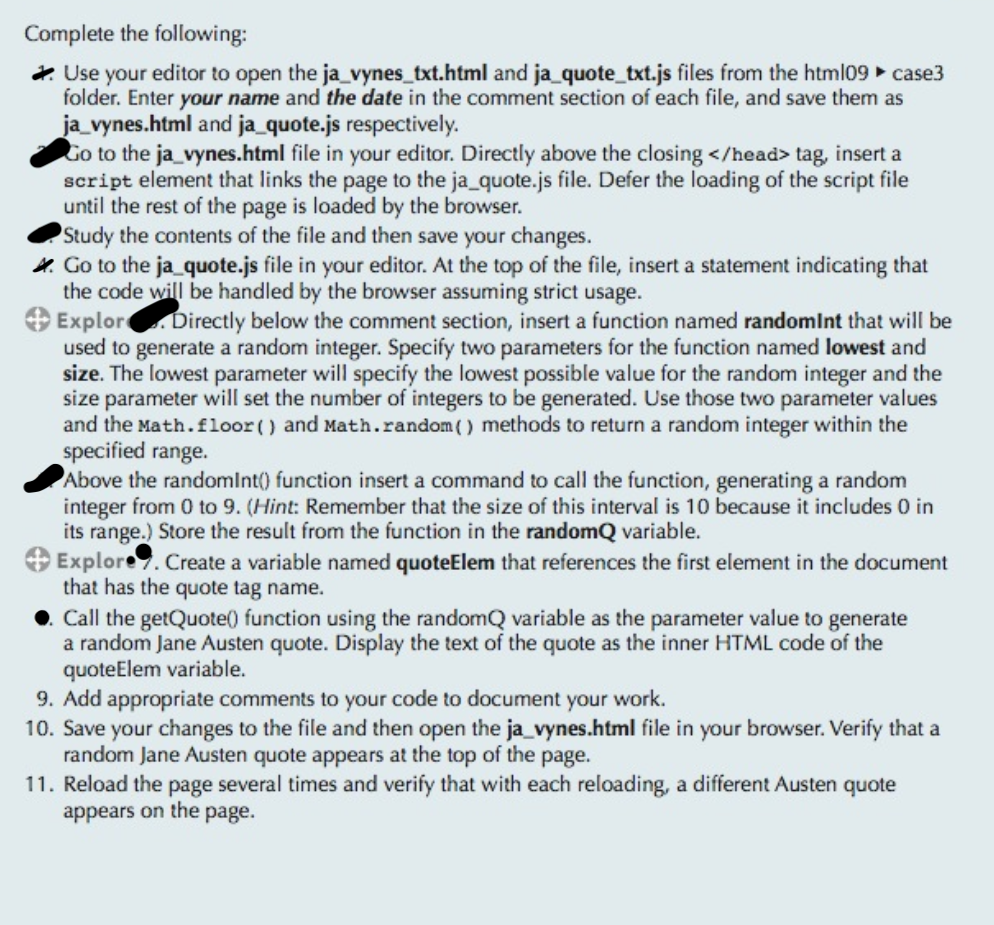 Complete the following:
1. Use your editor to open the ja_vynes_txt.html and ja_quote_txt.js files from the html09 ▸ case3
folder. Enter your name and the date in the comment section of each file, and save them as
ja_vynes.html and ja_quote.js respectively.
Go to the ja_vynes.html file in your editor. Directly above the closing </head> tag, insert a
script element that links the page to the ja_quote.js file. Defer the loading of the script file
until the rest of the page is loaded by the browser.
Study the contents of the file and then save your changes.
4. Go to the ja_quote.js file in your editor. At the top of the file, insert a statement indicating that
the code will be handled by the browser assuming strict usage.
Explor . Directly below the comment section, insert a function named randomInt that will be
used to generate a random integer. Specify two parameters for the function named lowest and
size. The lowest parameter will specify the lowest possible value for the random integer and the
size parameter will set the number of integers to be generated. Use those two parameter values
and the Math.floor() and Math.random() methods to return a random integer within the
specified range.
Above the randomInt() function insert a command to call the function, generating a random
integer from 0 to 9. (Hint: Remember that the size of this interval is 10 because it includes 0 in
its range.) Store the result from the function in the randomQ variable.
Explore 7. Create a variable named quoteElem that references the first element in the document
that has the quote tag name.
. Call the getQuote() function using the randomQ variable as the parameter value to generate
a random Jane Austen quote. Display the text of the quote as the inner HTML code of the
quoteElem variable.
9. Add appropriate comments to your code to document your work.
10. Save your changes to the file and then open the ja_vynes.html file in your browser. Verify that a
random Jane Austen quote appears at the top of the page.
11. Reload the page several times and verify that with each reloading, a different Austen quote
appears on the page.